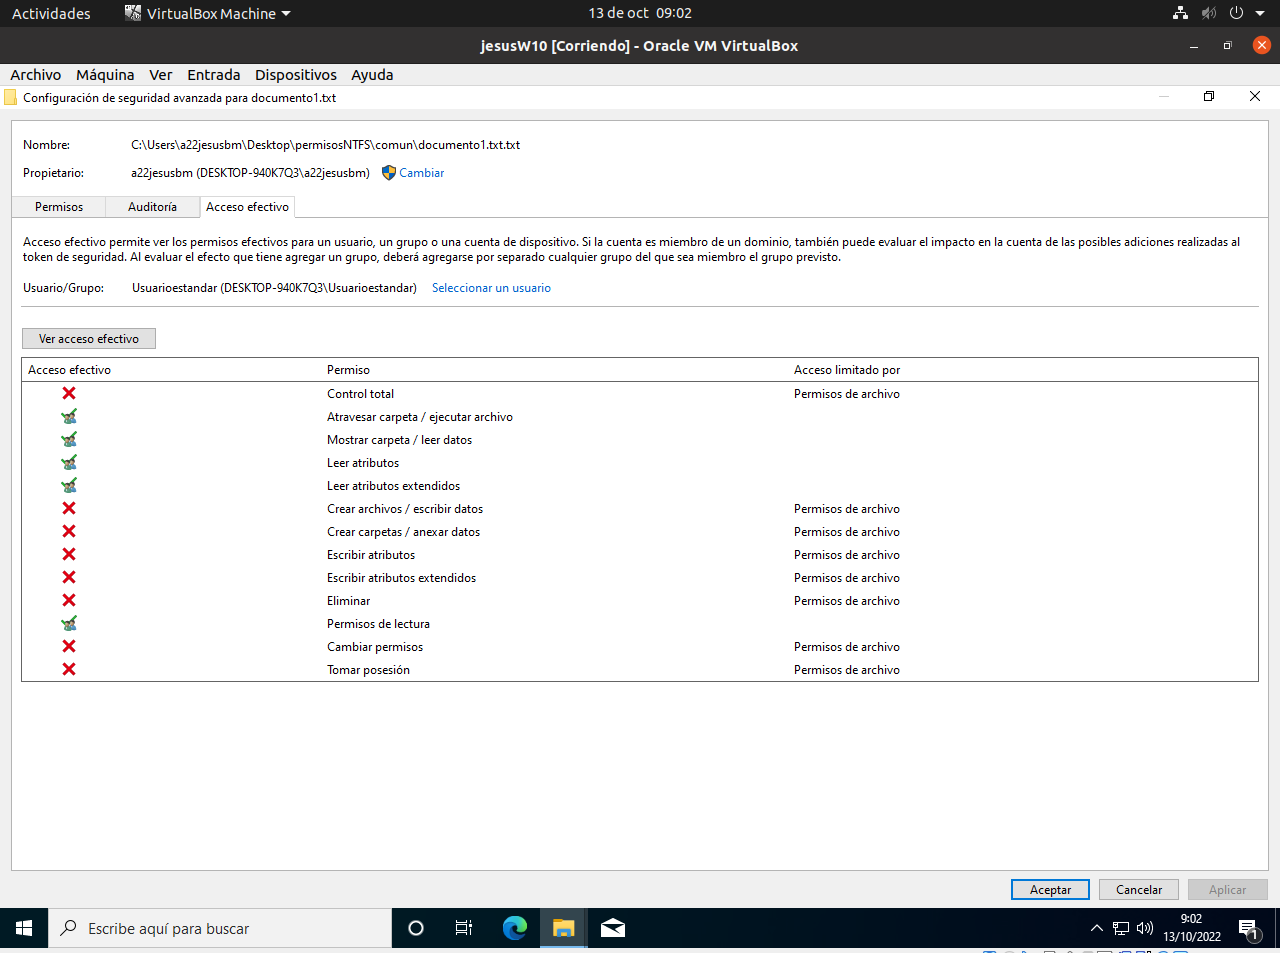 Actividades
VirtualBox Machine
13 de oct 09:02
jesusW10 [Corriendo] - Oracle VM VirtualBox
Archivo Máquina Ver Entrada Dispositivos Ayuda
Configuración de seguridad avanzada para documento1.txt
Nombre: C:\Users\a22jesusbm\Desktop\permisosNTFS\comun\documento1.txt.txt
Propietario: a22jesusbm (DESKTOP-940K7Q3\a22jesusbm) Cambiar
Permisos Auditoría Acceso efectivo
Acceso efectivo permite ver los permisos efectivos para un usuario, un grupo o una cuenta de dispositivo. Si la cuenta es miembro de un dominio, también puede evaluar el impacto en la cuenta de las posibles adiciones realizadas al
token de seguridad. Al evaluar el efecto que tiene agregar un grupo, deberá agregarse por separado cualquier grupo del que sea miembro el grupo previsto.
Usuario/Grupo: Usuarioestandar (DESKTOP-940K7Q3\Usuarioestandar) Seleccionar un usuario
Ver acceso efectivo
Acceso efectivo Permiso Acceso limitado por
Control total Permisos de archivo
Atravesar carpeta / ejecutar archivo
Mostrar carpeta / leer datos
Leer atributos
Leer atributos extendidos
Crear archivos / escribir datos Permisos de archivo
Crear carpetas / anexar datos Permisos de archivo
Escribir atributos Permisos de archivo
Escribir atributos extendidos Permisos de archivo
Eliminar Permisos de archivo
Permisos de lectura
Cambiar permisos Permisos de archivo
Tomar posesión Permisos de archivo
Aceptar Cancelar Aplicar
Escribe aquí para buscar
9:02
13/10/2022
1